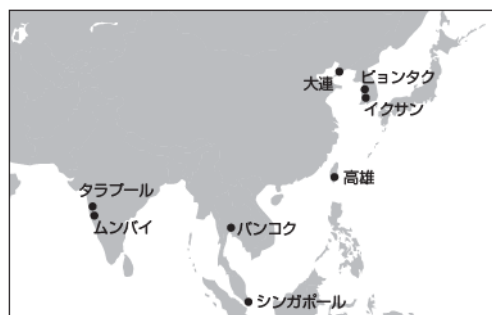 大連
ピョンタク
イクサン
高雄
タラプール
ムンバイ
バンコク
シンガポール